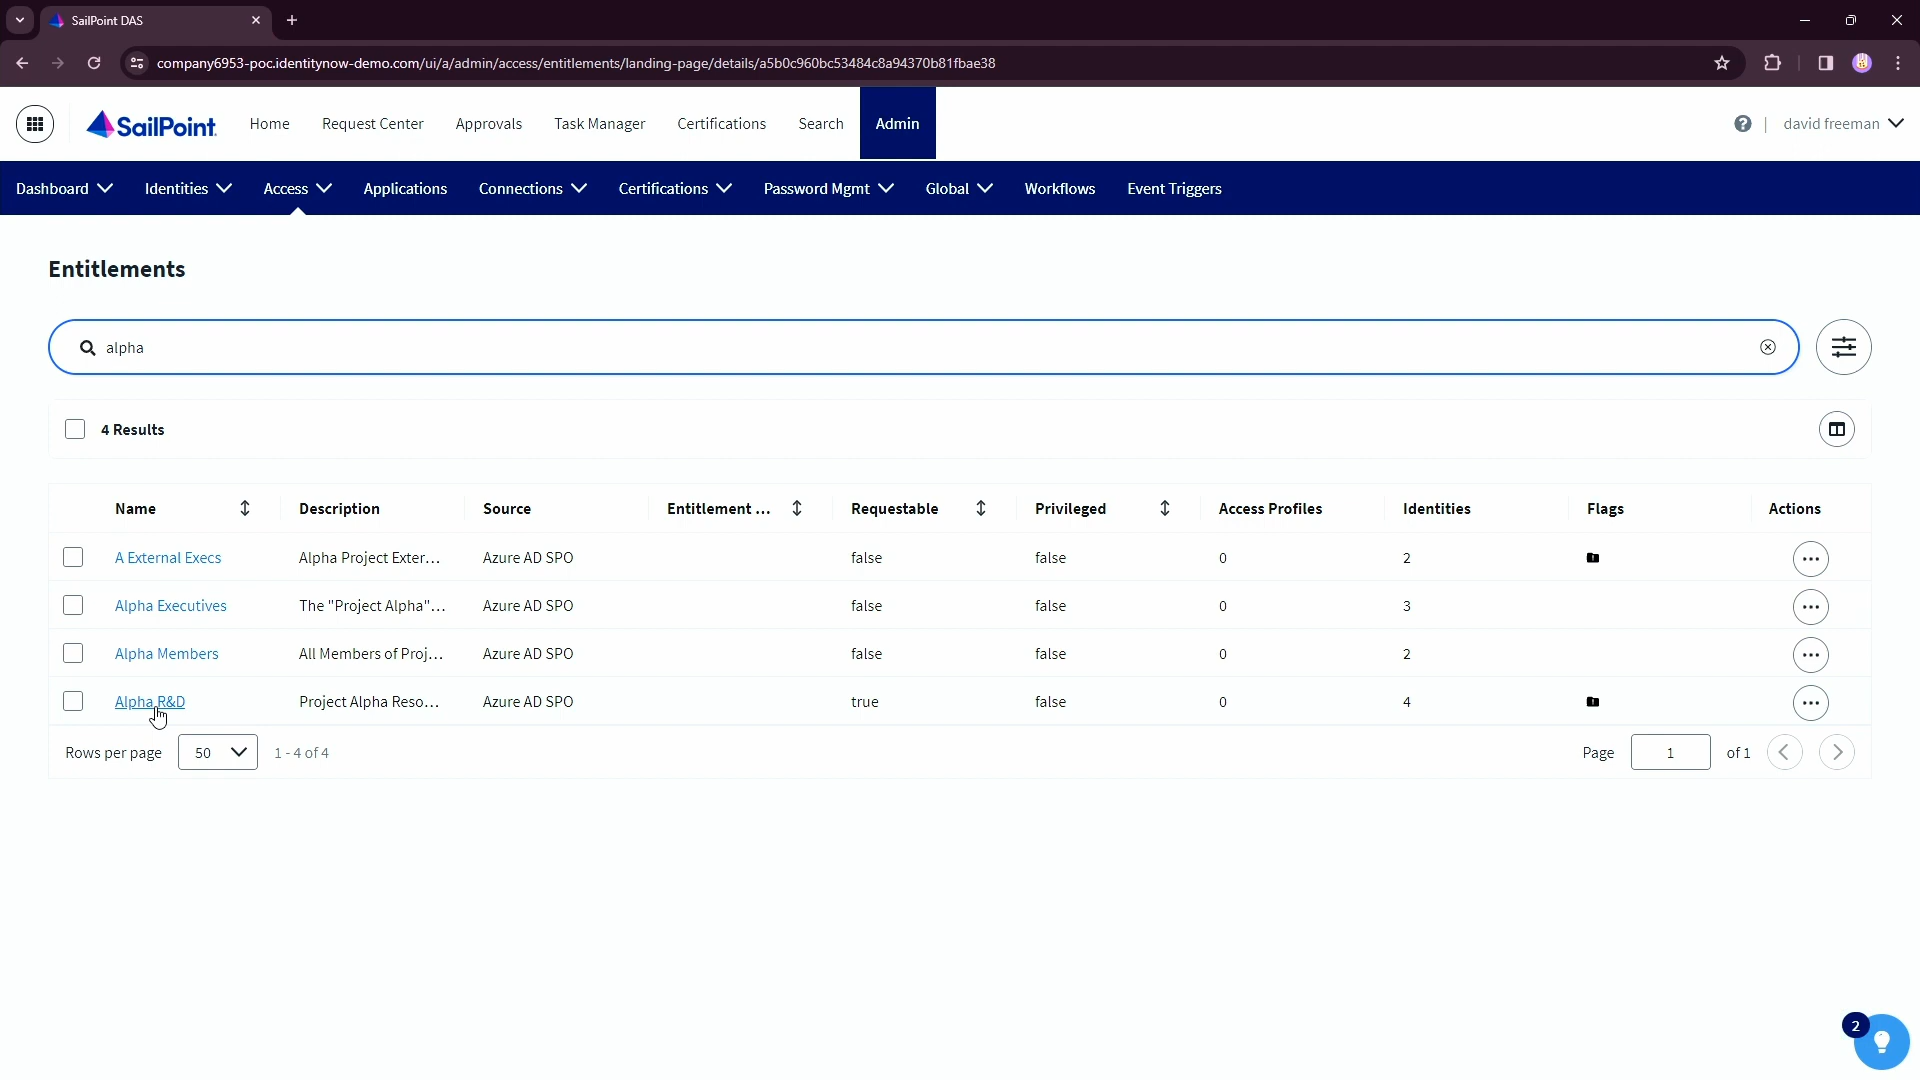 SailPoint DAS
company6953-poc.identitynow-demo.com/ui/a/admin/access/entitlements/landing-page/details/a5b0c960bc53484c8a94370b81fbae38
SailPoint Home Request Center Approvals Task Manager Certifications Search Admin ? | david freeman
Dashboard Identities Access Applications Connections Certifications Password Mgmt Global Workflows Event Triggers
Entitlements
alpha
4 Results
Name Description Source Entitlement ... Requestable Privileged Access Profiles Identities Flags Actions
A External Execs Alpha Project Exter... Azure AD SPO false false 0 2
Alpha Executives The "Project Alpha"... Azure AD SPO false false 0 3
Alpha Members All Members of Proj... Azure AD SPO false false 0 2
Alpha R&D Project Alpha Reso... Azure AD SPO true false 0 4
Rows per page 50 1 - 4 of 4 Page 1 of 1
2